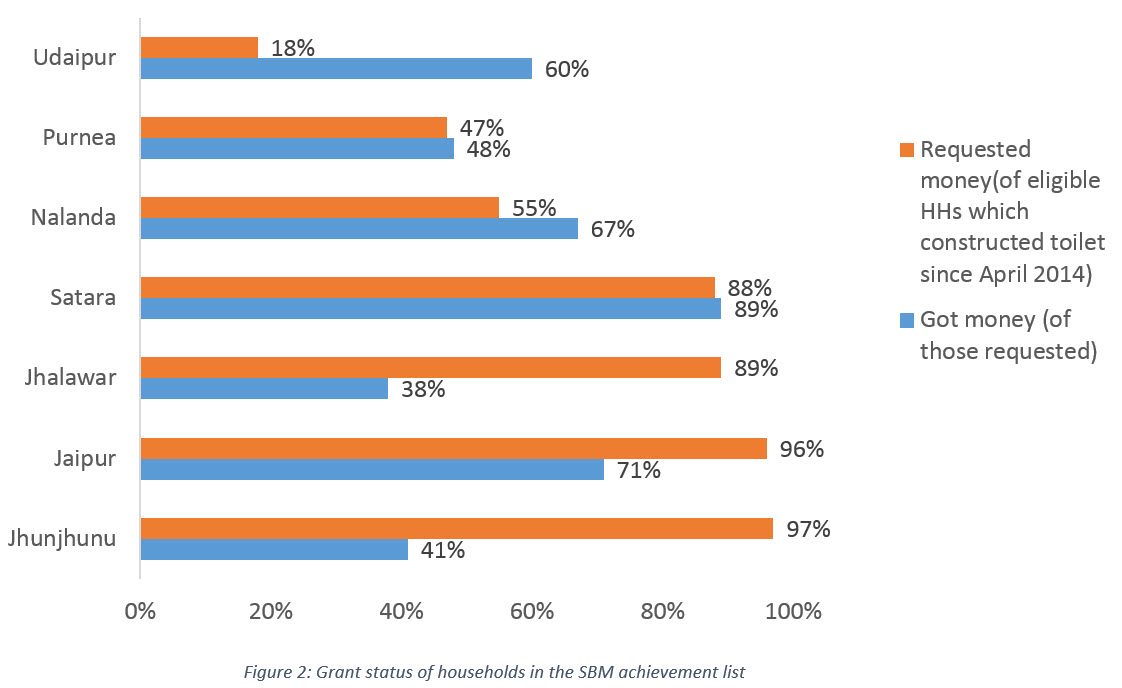 Udaipur
18%
60%
Purnea
47%
48%
Nalanda
55%
67%
Satara
88%
89%
Jhalawar
89%
38%
Jaipur
96%
71%
Jhunjhunu
97%
41%
0% 20% 40% 60% 80% 100%
Requested
money(of eligible
HHs which
constructed toilet
since April 2014)
Got money (of
those requested)
Figure 2: Grant status of households in the SBM achievement list